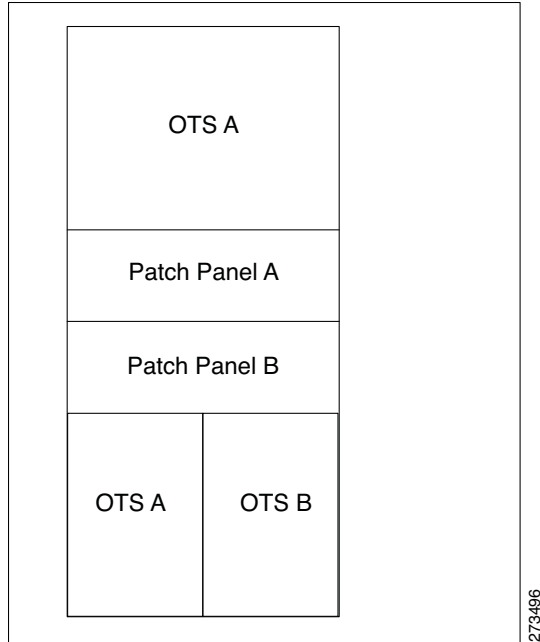 OTS A
Patch Panel A
Patch Panel B
OTS A
OTS B
273496